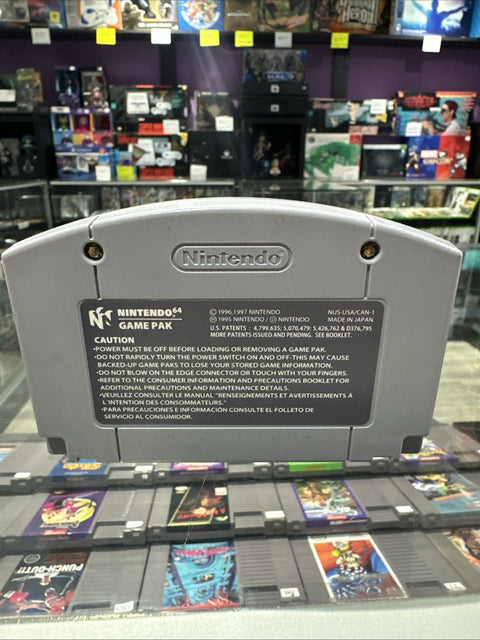 Nintendo
NINTENDO 64
GAME PAK
©1996,1997 NINTENDO
Ⓜ 1995 NINTENDO / Ⓒ NINTENDO
NUS-USA/CAN-1
MADE IN JAPAN
U.S. PATENTS : 4,799,635; 5,070,479; 5,426,762 & D376,795
MORE PATENTS ISSUED AND PENDING. SEE BOOKLET.
CAUTION
•POWER MUST BE OFF BEFORE LOADING OR REMOVING A GAME PAK.
•DO NOT RAPIDLY TURN THE POWER SWITCH ON AND OFF-THIS MAY CAUSE
BACKED-UP GAME PAKS TO LOSE YOUR STORED GAME INFORMATION.
•DO NOT BLOW ON THE EDGE CONNECTOR OR TOUCH WITH YOUR FINGERS.
•REFER TO THE CONSUMER INFORMATION AND PRECAUTIONS BOOKLET FOR
ADDITIONAL PRECAUTIONS AND MAINTENANCE DETAILS.
•VEUILLEZ CONSULTER LE MANUAL "RENSEIGNEMENTS ET AVERTISSEMENTS À
L'INTENTION DES CONSOMMATEURS."
•PARA PRECAUCIONES E INFORMACIÓN CONSULTE EL FOLLETO DE
SERVICIO AL CONSUMIDOR.
PUNCH-OUT!!